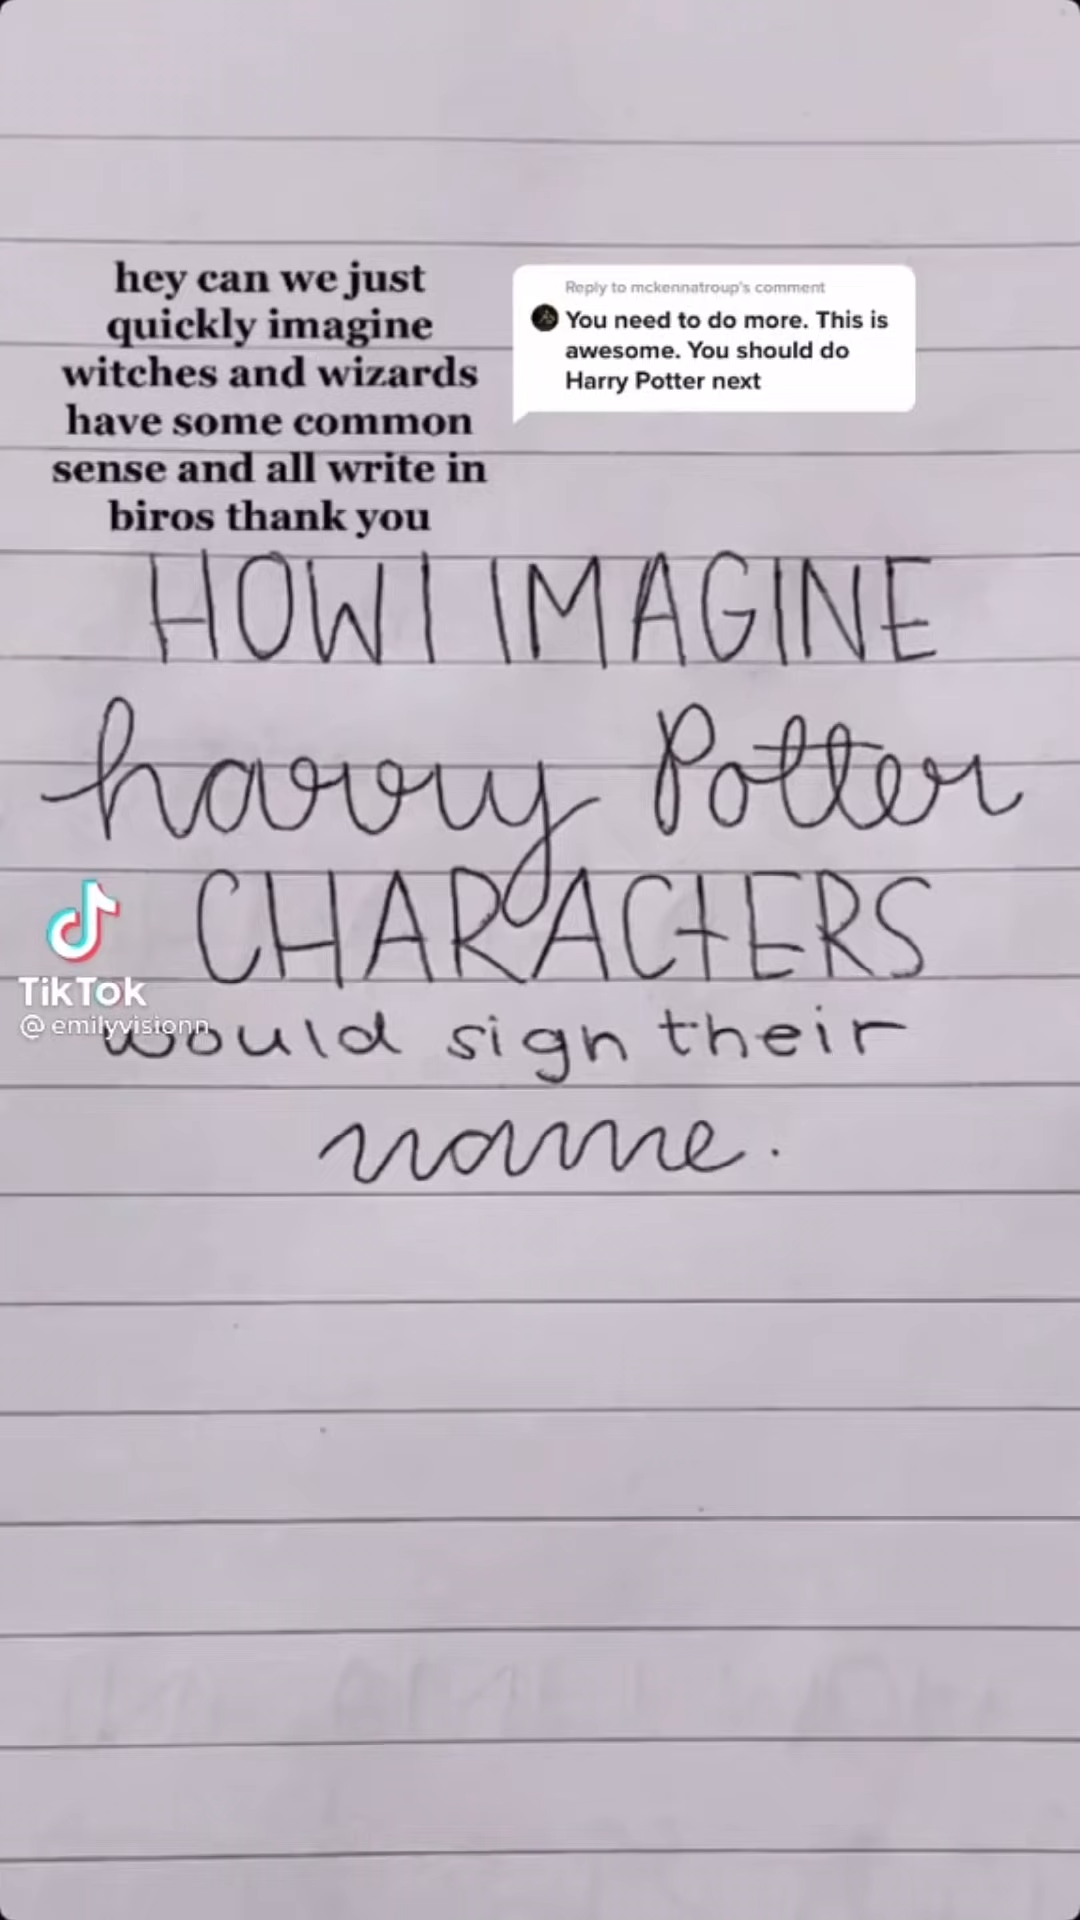 hey can we just
quickly imagine
witches and wizards
have some common
sense and all write in
biros thank you
Reply to mckennatroup's comment
You need to do more. This is
awesome. You should do
Harry Potter next
HOW I IMAGINE
harry Potter
CHARACTERS
would sign their
name.
TikTok
@emilyvisionn